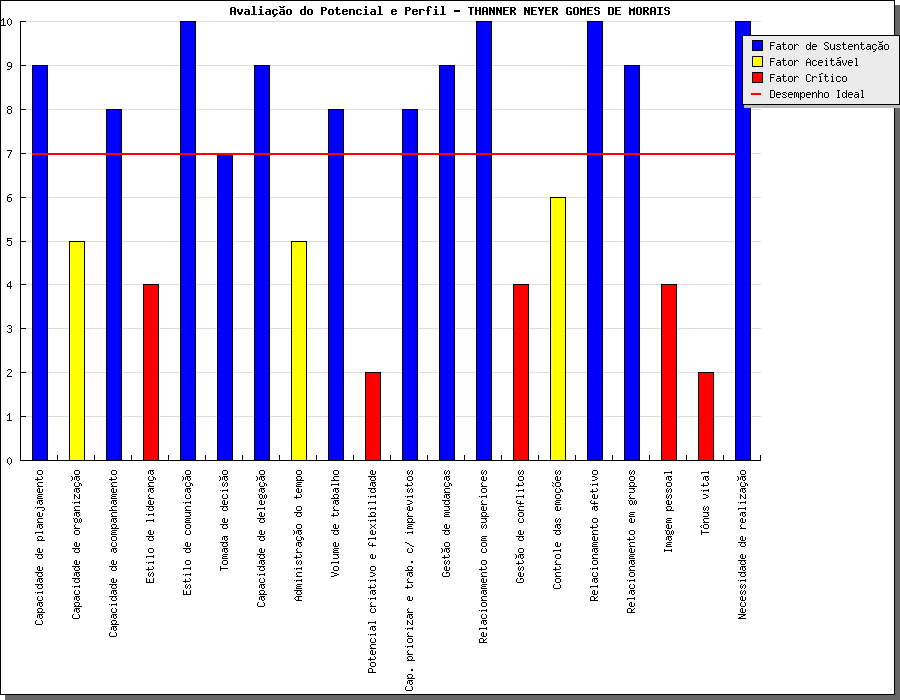 Avaliação do Potencial e Perfil - THANNER NEYER GOMES DE MORAIS
10
9
8
7
6
5
4
3
2
1
0
Fator de Sustentação
Fator Aceitável
Fator Crítico
Desempenho Ideal
Capacidade de planejamento
Capacidade de organização
Capacidade de acompanhamento
Estilo de liderança
Estilo de comunicação
Tomada de decisão
Capacidade de delegação
Administração do tempo
Volume de trabalho
Potencial criativo e flexibilidade
Cap. priorizar e trab. c/ imprevistos
Gestão de mudanças
Relacionamento com superiores
Gestão de conflitos
Controle das emoções
Relacionamento afetivo
Relacionamento em grupos
Imagem pessoal
Tônus vital
Necessidade de realização